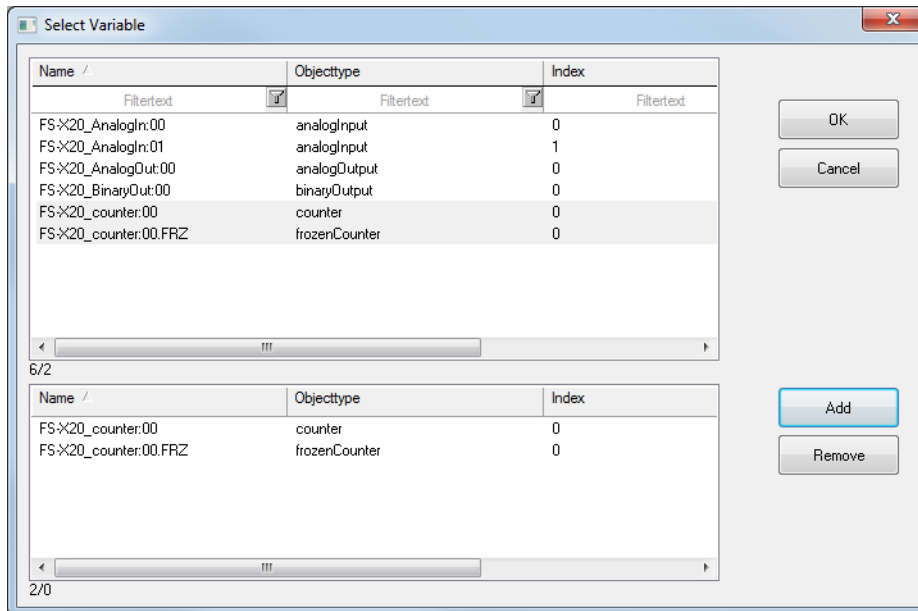 Select Variable
Name Objecttype Index
Filtertext Filtertext Filtertext
FS-X20_AnalogIn:00 analogInput 0
FS-X20_AnalogIn:01 analogInput 1
FS-X20_AnalogOut:00 analogOutput 0
FS-X20_BinaryOut:00 binaryOutput 0
FS-X20_counter:00 counter 0
FS-X20_counter:00.FRZ frozenCounter 0
6/2
OK
Cancel
Name Objecttype Index
FS-X20_counter:00 counter 0
FS-X20_counter:00.FRZ frozenCounter 0
2/0
Add
Remove